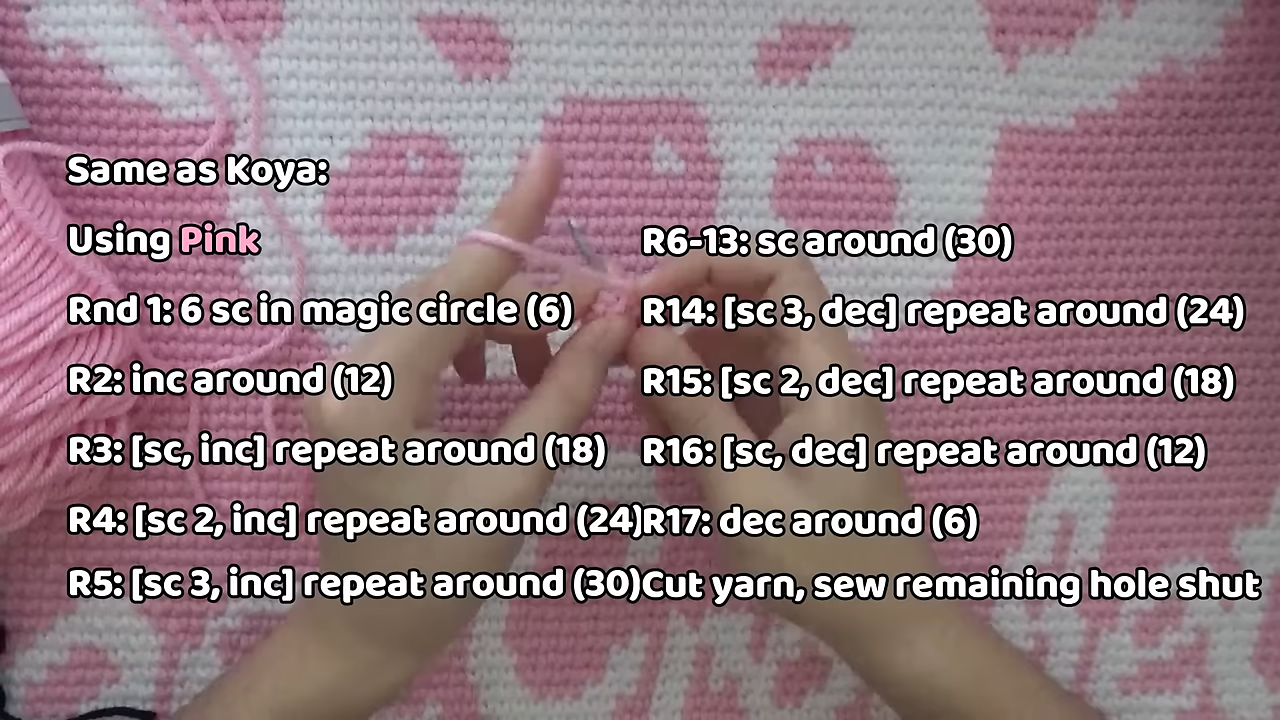 Same as Koya:
Using Pink
Rnd 1: 6 sc in magic circle (6)
R2: inc around (12)
R3: [sc, inc] repeat around (18)
R4: [sc 2, inc] repeat around (24)
R5: [sc 3, inc] repeat around (30)
R6-13: sc around (30)
R14: [sc 3, dec] repeat around (24)
R15: [sc 2, dec] repeat around (18)
R16: [sc, dec] repeat around (12)
R17: dec around (6)
Cut yarn, sew remaining hole shut